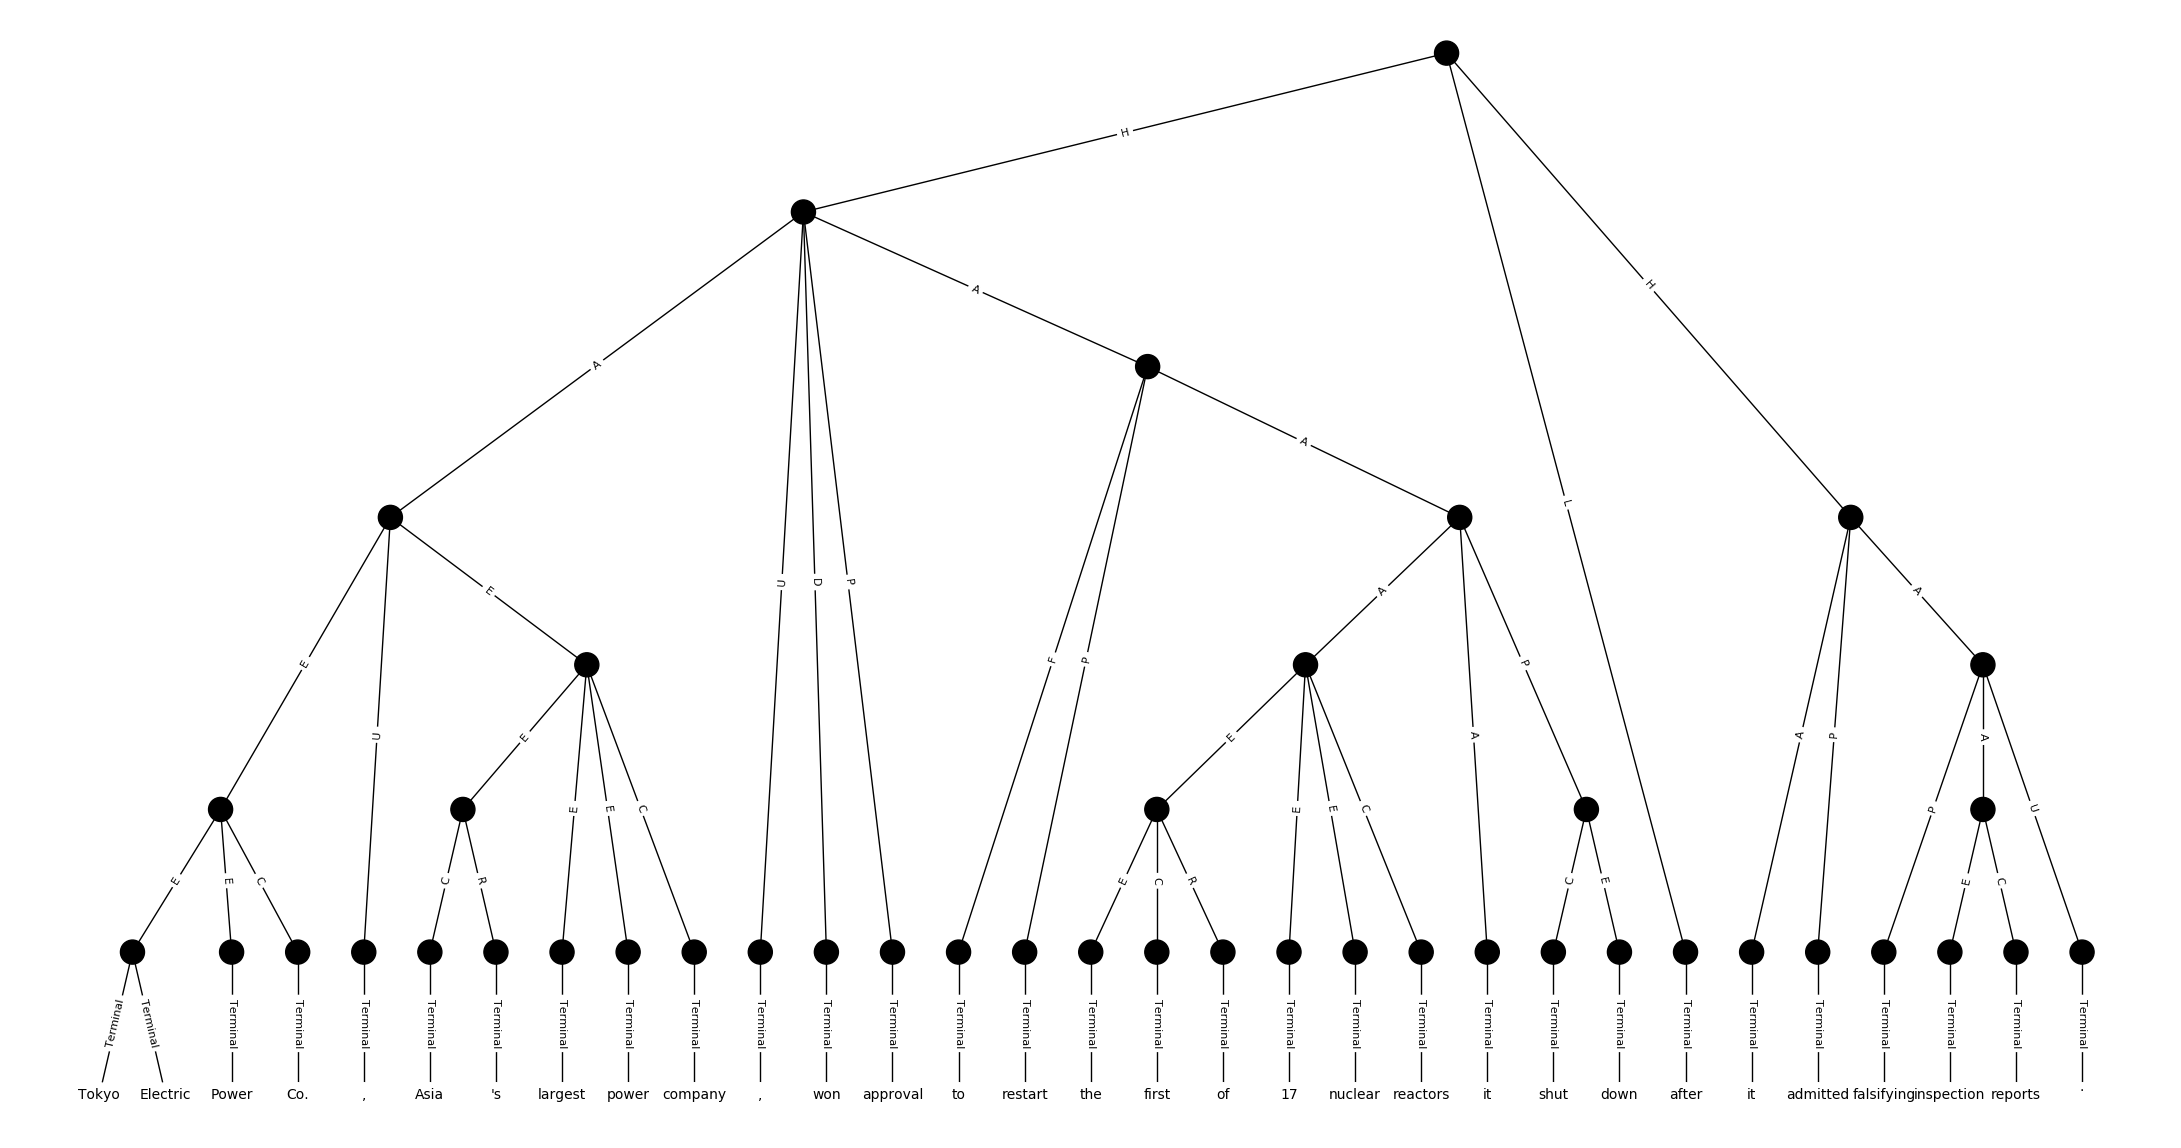 H
A
A
H
A
L
E
U
E
U
D
P
F
P
A
A
P
A
P
A
E
E
E
E
C
E
E
E
E
C
P
A
U
E
E
C
C
R
E
C
R
C
E
E
C
Terminal Terminal Terminal Terminal Terminal Terminal Terminal Terminal Terminal Terminal Terminal Terminal Terminal Terminal Terminal Terminal Terminal Terminal Terminal Terminal Terminal Terminal Terminal Terminal Terminal Terminal Terminal Terminal Terminal Terminal Terminal
Tokyo Electric Power Co. , Asia 's largest power company , won approval to restart the first of 17 nuclear reactors it shut down after it admitted falsifying inspection reports .